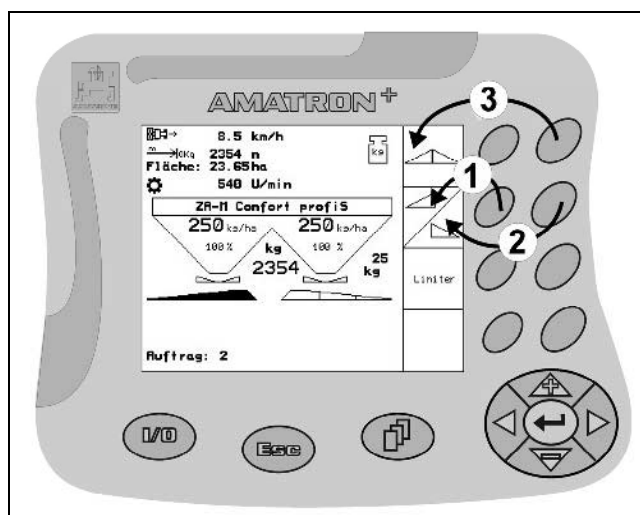 AMATRON+
3
8.5 km/h
kg
2354 m
Fläche: 23.65ha
540 U/min
1
ZA-M Comfort profiS
250 kg/ha 250 kg/ha
2
100 % 100 %
kg
2354
25
kg
Limiter
Auftrag: 2
I/O
Esc